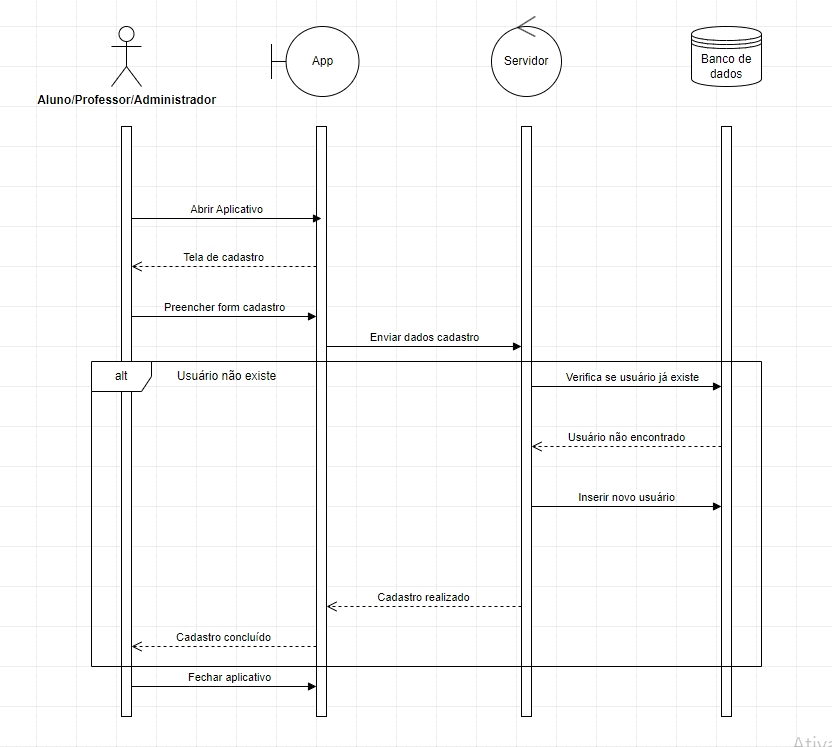 App
Servidor
Banco de
dados
Aluno/Professor/Administrador
Abrir Aplicativo
Tela de cadastro
Preencher form cadastro
Enviar dados cadastro
alt
Usuário não existe
Verifica se usuário já existe
Usuário não encontrado
Inserir novo usuário
Cadastro realizado
Cadastro concluído
Fechar aplicativo